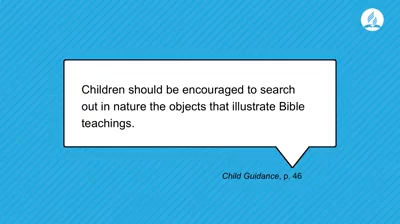 Children should be encouraged to search
out in nature the objects that illustrate Bible
teachings.
Child Guidance, p. 46